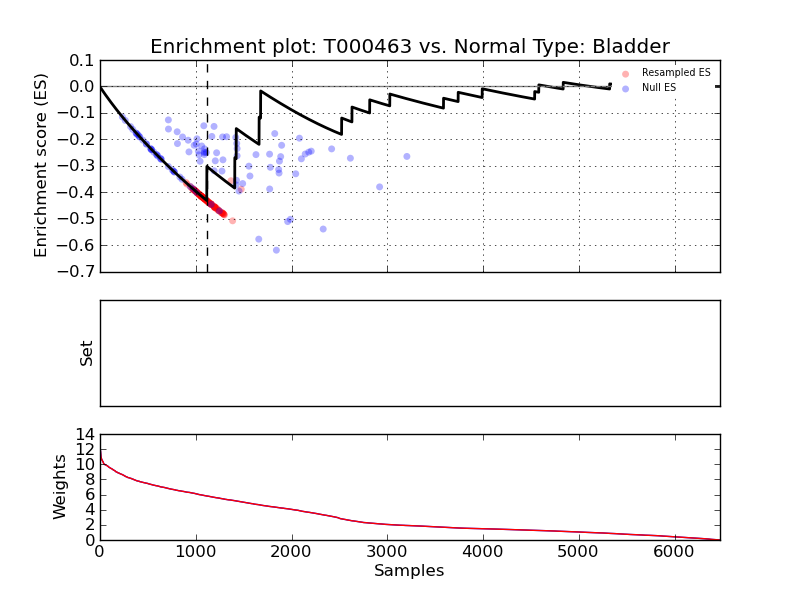 Enrichment plot: T000463 vs. Normal Type: Bladder
Enrichment score (ES)
0.1
0.0
−0.1
−0.2
−0.3
−0.4
−0.5
−0.6
−0.7
Resampled ES
Null ES
Set
Weights
14
12
10
8
6
4
2
0
0 1000 2000 3000 4000 5000 6000
Samples